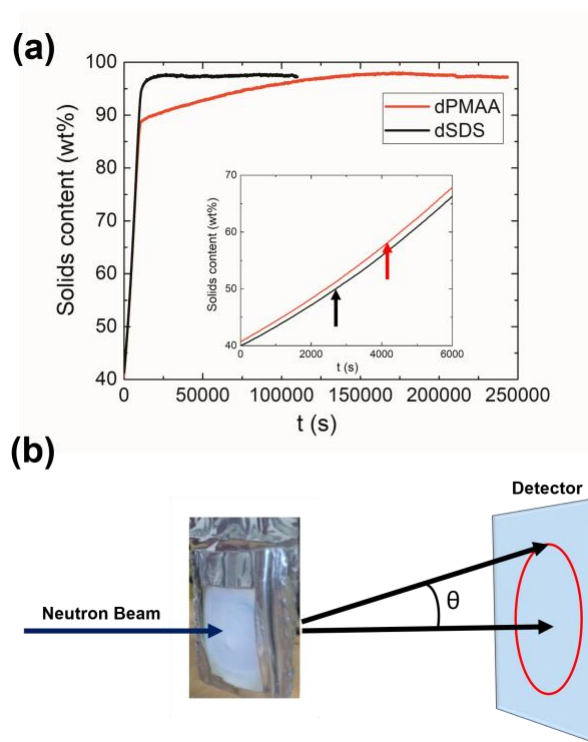 (a)
100
90
80
70
60
50
40
Solids content (wt%)
dPMAA
dSDS
70
60
50
40
Solids content (wt%)
0 2000 4000 6000
t (s)
0 50000 100000 150000 200000 250000
t (s)
(b)
Detector
Neutron Beam
θ